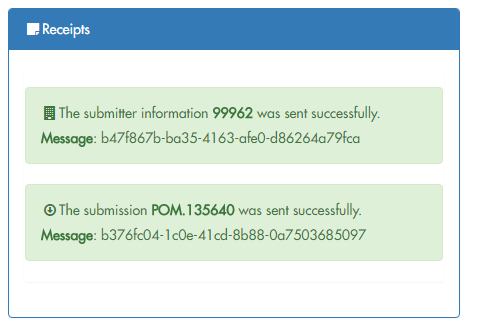 Receipts
The submitter information 99962 was sent successfully.
Message: b47f867b-ba35-4163-afe0-d86264a79fca
The submission POM.135640 was sent successfully.
Message: b376fc04-1c0e-41cd-8b88-0a7503685097